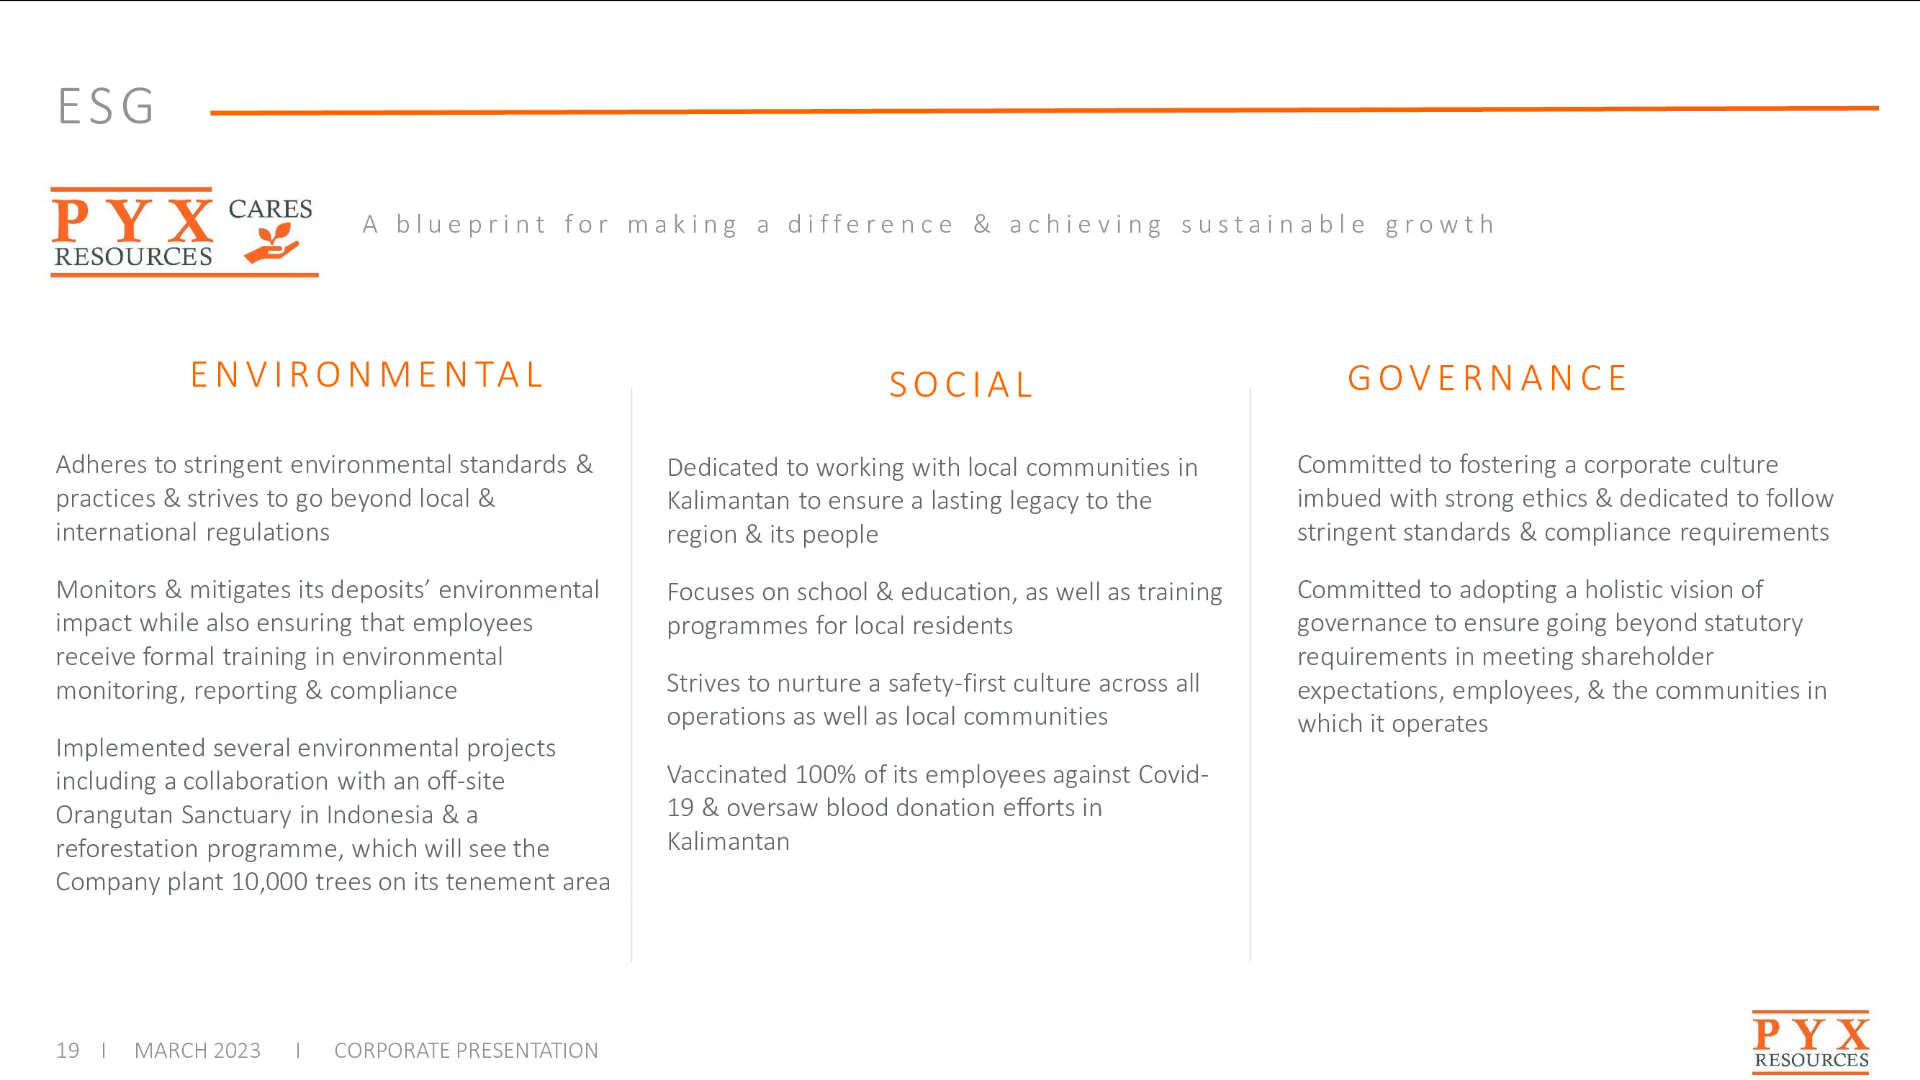 ESG
PYX
RESOURCES
CARES
A blueprint for making a difference & achieving sustainable growth
ENVIRONMENTAL
Adheres to stringent environmental standards &
practices & strives to go beyond local &
international regulations
Monitors & mitigates its deposits’ environmental
impact while also ensuring that employees
receive formal training in environmental
monitoring, reporting & compliance
Implemented several environmental projects
including a collaboration with an off-site
Orangutan Sanctuary in Indonesia & a
reforestation programme, which will see the
Company plant 10,000 trees on its tenement area
SOCIAL
Dedicated to working with local communities in
Kalimantan to ensure a lasting legacy to the
region & its people
Focuses on school & education, as well as training
programmes for local residents
Strives to nurture a safety-first culture across all
operations as well as local communities
Vaccinated 100% of its employees against Covid-
19 & oversaw blood donation efforts in
Kalimantan
GOVERNANCE
Committed to fostering a corporate culture
imbued with strong ethics & dedicated to follow
stringent standards & compliance requirements
Committed to adopting a holistic vision of
governance to ensure going beyond statutory
requirements in meeting shareholder
expectations, employees, & the communities in
which it operates
19 I MARCH 2023 I CORPORATE PRESENTATION
PYX
RESOURCES